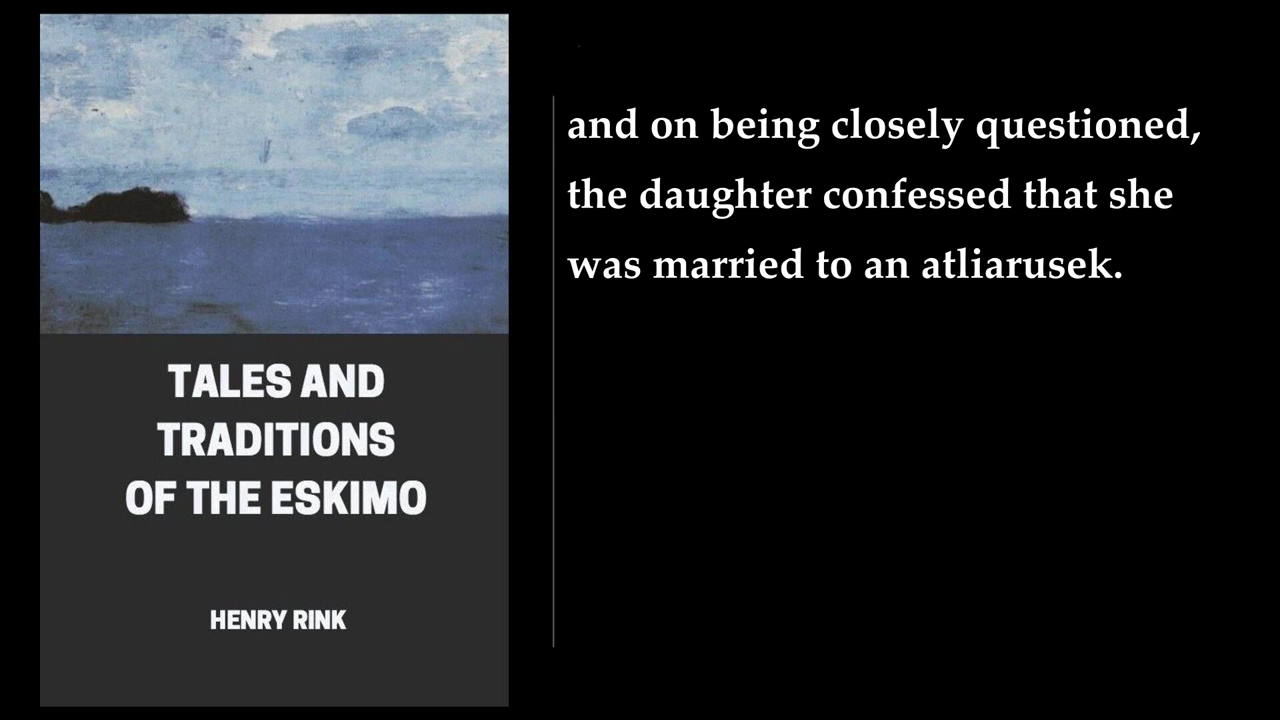 TALES AND
TRADITIONS
OF THE ESKIMO
HENRY RINK
and on being closely questioned,
the daughter confessed that she
was married to an atliarusek.